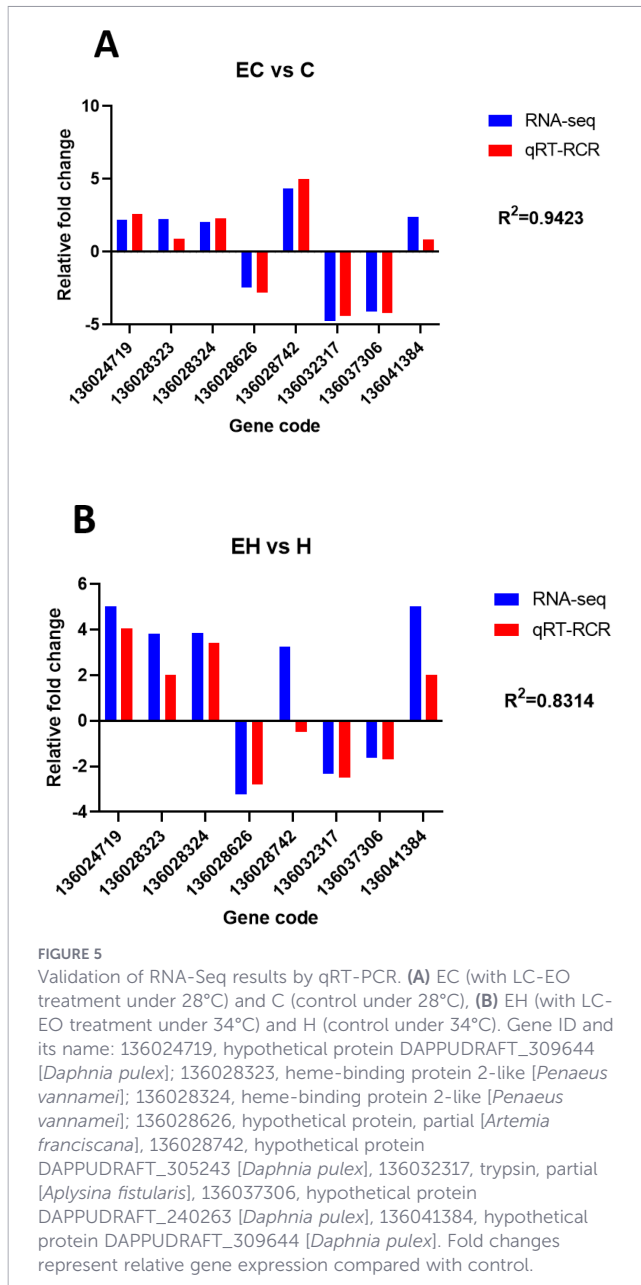 A
EC vs C
10
5
0
-5
Relative fold change
RNA-seq
qRT-RCR
R²=0.9423
136024719
136028323
136028324
136028626
136028742
136032317
136037306
136041384
Gene code
B
EH vs H
6
4
2
0
-2
-4
Relative fold change
RNA-seq
qRT-RCR
R²=0.8314
136024719
136028323
136028324
136028626
136028742
136032317
136037306
136041384
Gene code
FIGURE 5
Validation of RNA-Seq results by qRT-PCR. (A) EC (with LC-EO
treatment under 28°C) and C (control under 28°C), (B) EH (with LC-
EO treatment under 34°C) and H (control under 34°C). Gene ID and
its name: 136024719, hypothetical protein DAPPUDRAFT_309644
[Daphnia pulex]; 136028323, heme-binding protein 2-like [Penaeus
vannamei]; 136028324, heme-binding protein 2-like [Penaeus
vannamei]; 136028626, hypothetical protein, partial [Artemia
franciscana], 136028742, hypothetical protein
DAPPUDRAFT_305243 [Daphnia pulex], 136032317, trypsin, partial
[Aplysina fistularis], 136037306, hypothetical protein
DAPPUDRAFT_240263 [Daphnia pulex], 136041384, hypothetical
protein DAPPUDRAFT_309644 [Daphnia pulex]. Fold changes
represent relative gene expression compared with control.